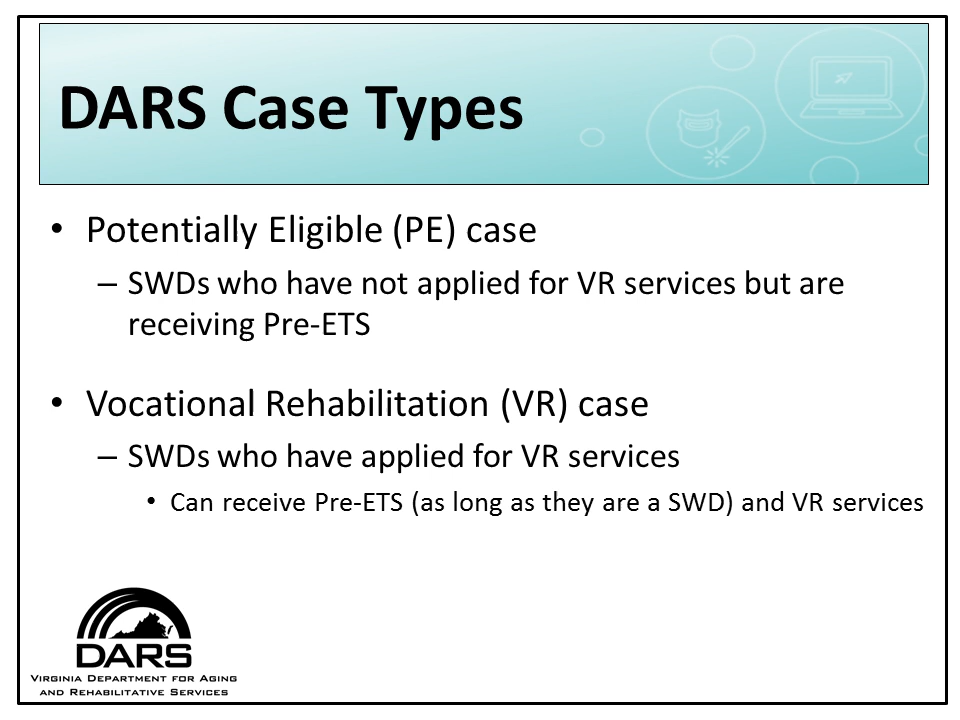 DARS Case Types
• Potentially Eligible (PE) case
– SWDs who have not applied for VR services but are
receiving Pre-ETS
• Vocational Rehabilitation (VR) case
– SWDs who have applied for VR services
• Can receive Pre-ETS (as long as they are a SWD) and VR services
DARS
Virginia Department for Aging
and Rehabilitative Services